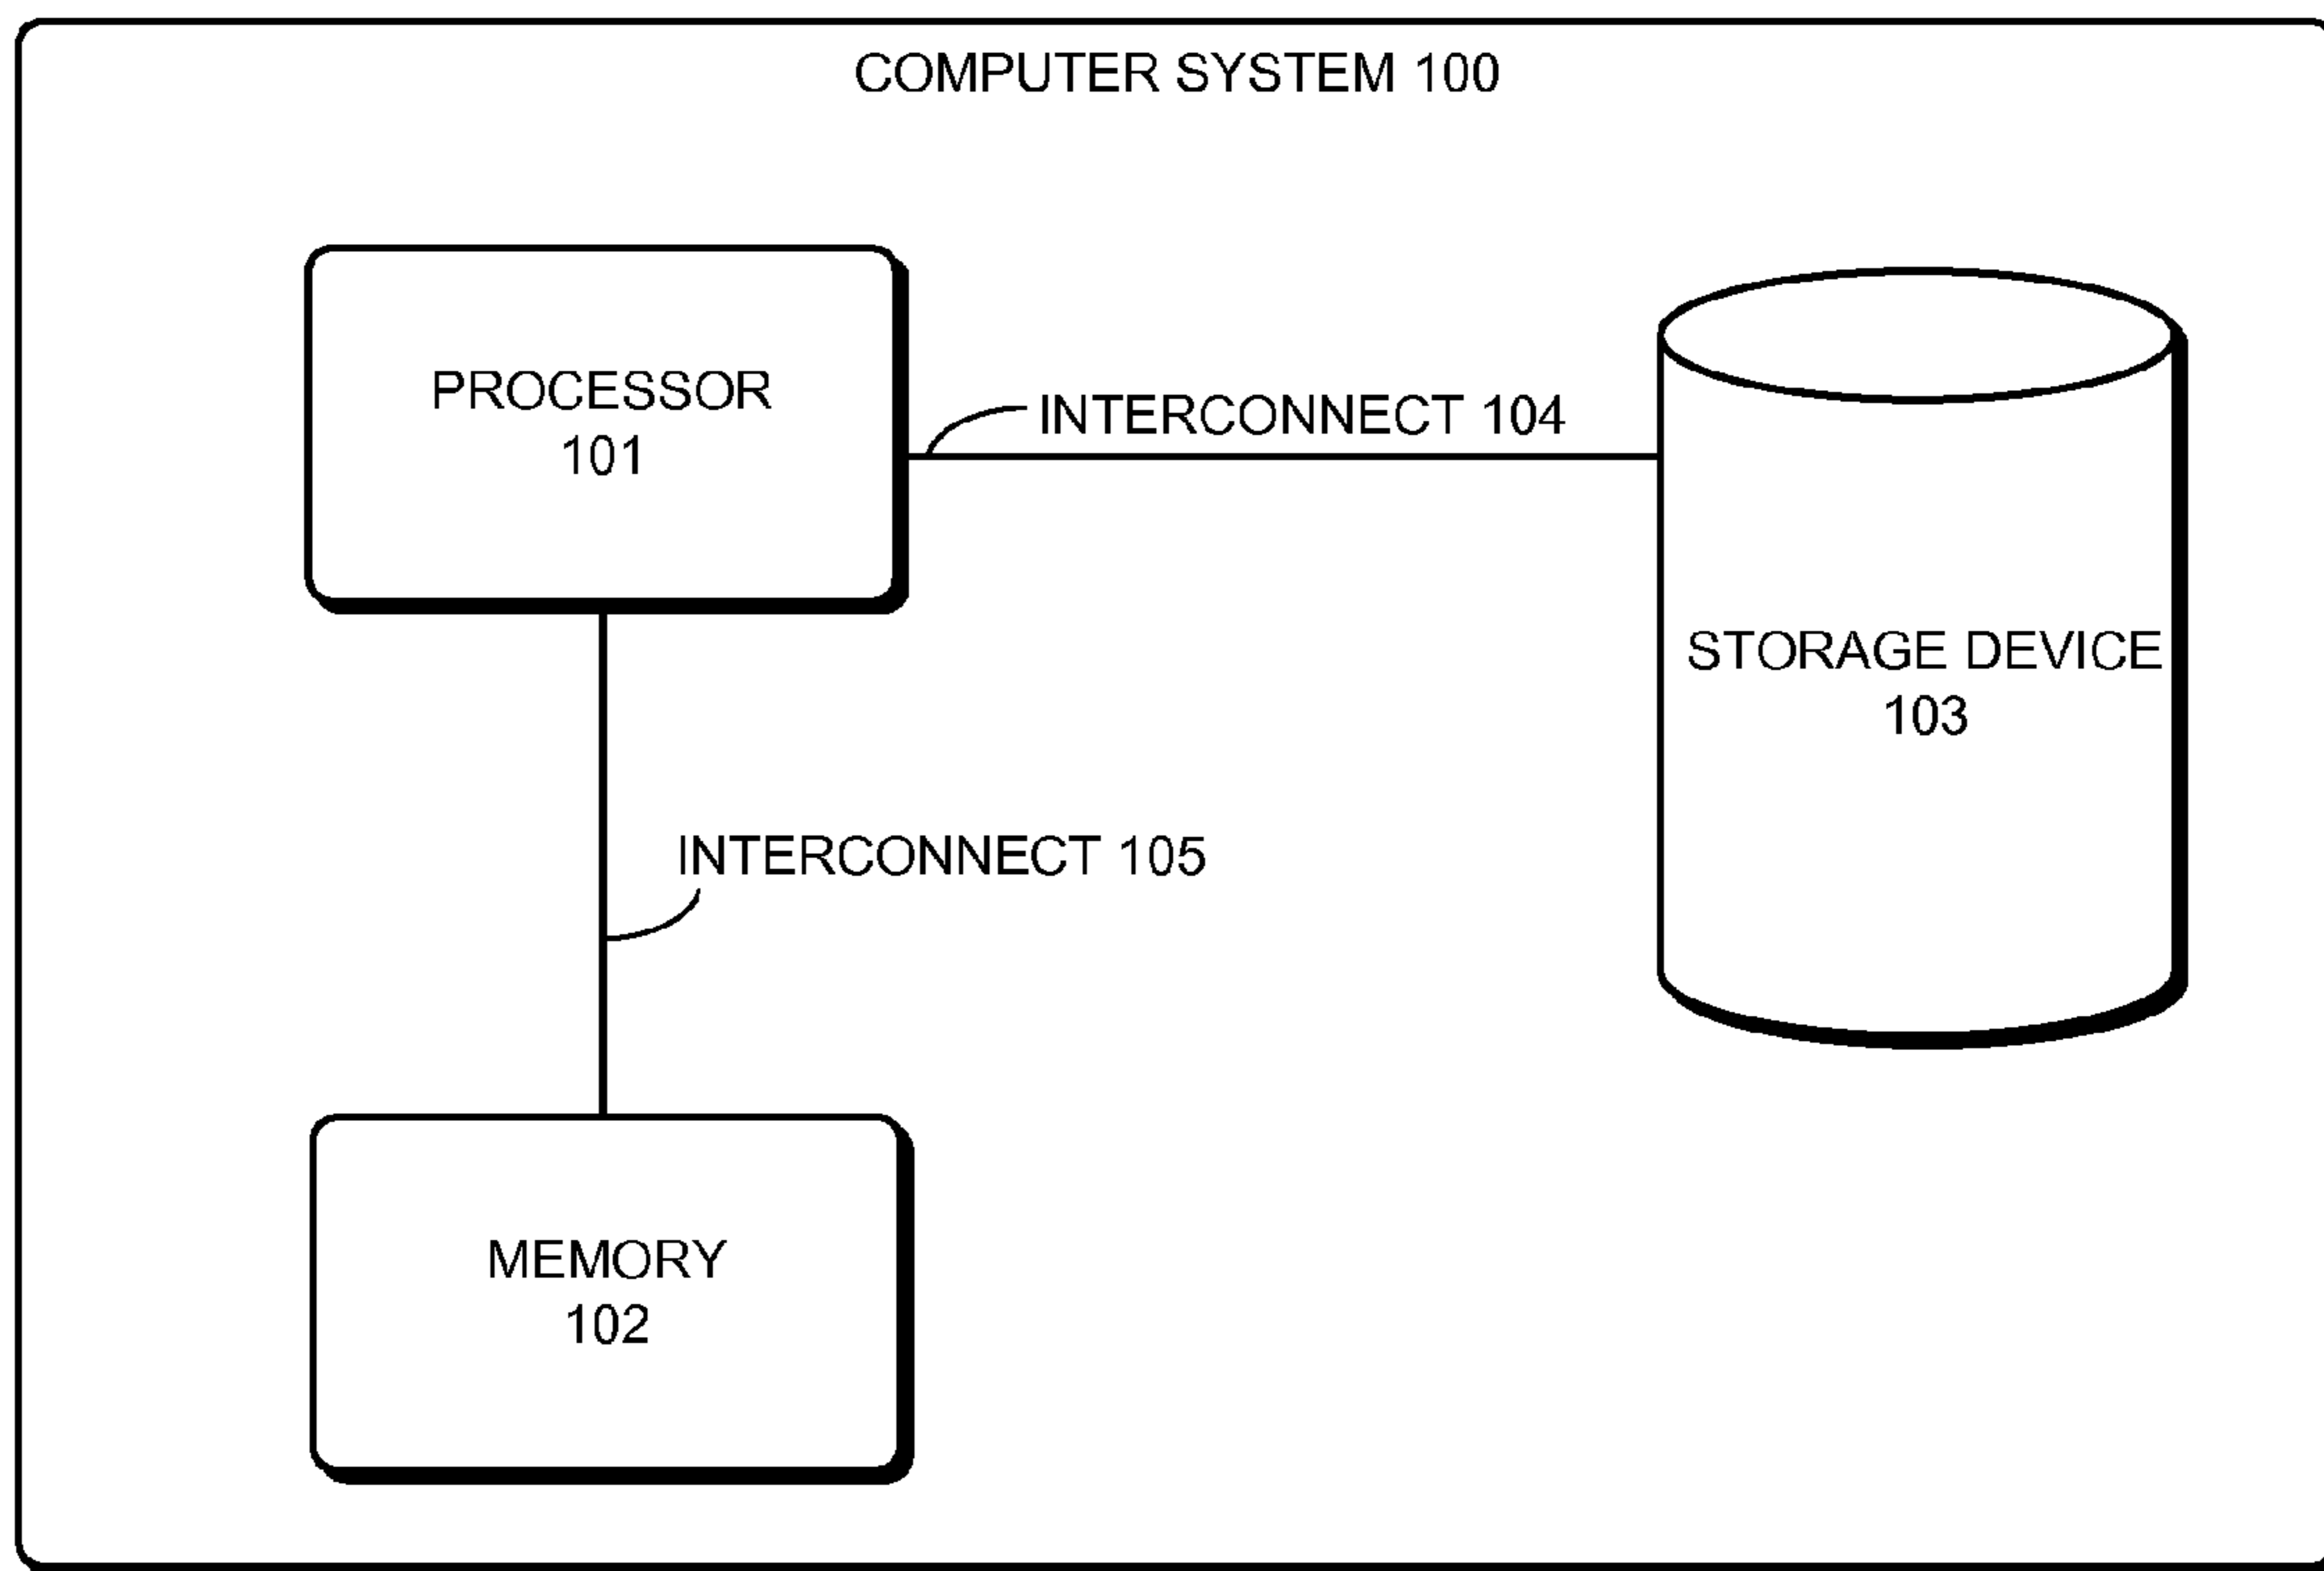 COMPUTER SYSTEM 100
PROCESSOR
101
INTERCONNECT 104
STORAGE DEVICE
103
INTERCONNECT 105
MEMORY
102